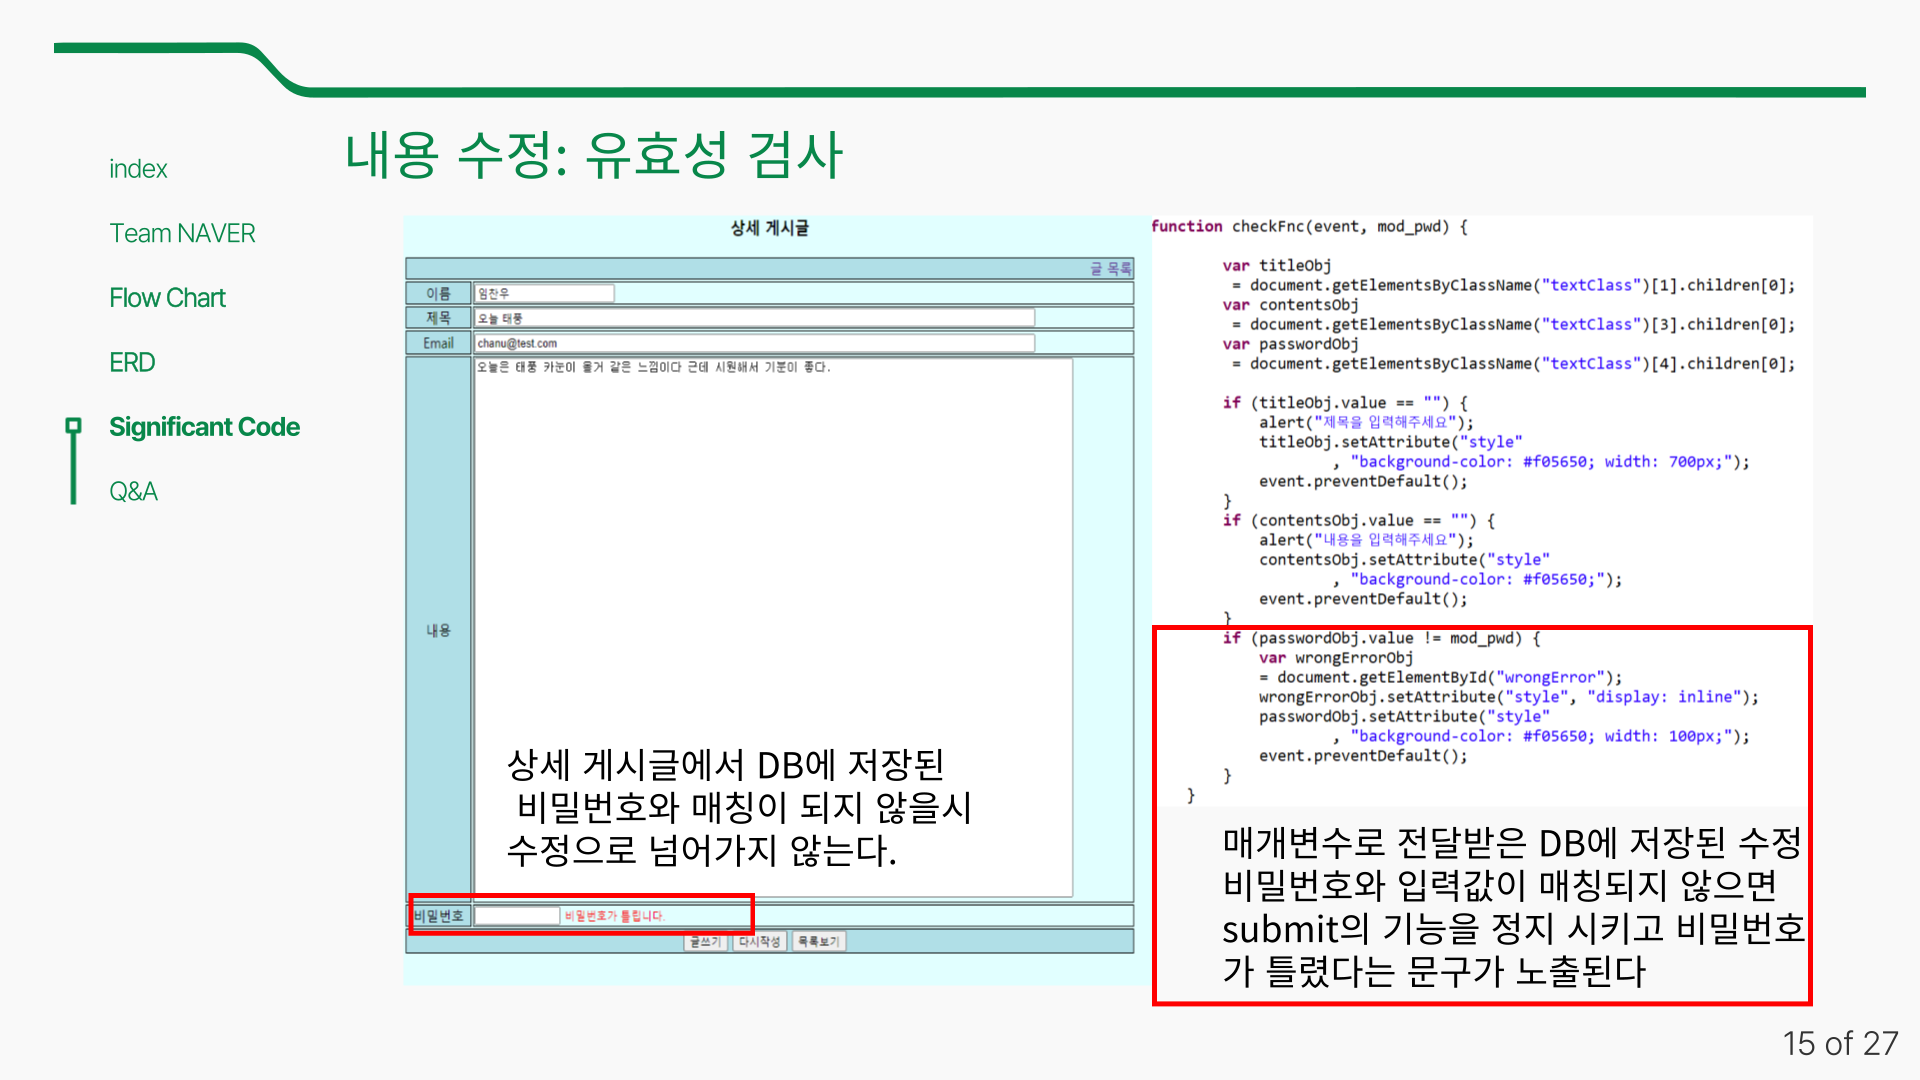 내용 수정: 유효성 검사
index
Team NAVER
Flow Chart
ERD
Significant Code
Q&A
상세 게시글
글 목록
이름 임찬우
제목 오늘 태풍
Email chanu@test.com
오늘은 태풍 카눈이 올거 같은 느낌이다 근데 시원해서 기분이 좋다.
내용
상세 게시글에서 DB에 저장된
비밀번호와 매칭이 되지 않을시
수정으로 넘어가지 않는다.
비밀번호 비밀번호가 틀립니다.
글쓰기 다시작성 목록보기
function checkFnc(event, mod_pwd) {
var titleObj
= document.getElementsByClassName("textClass")[1].children[0];
var contentsObj
= document.getElementsByClassName("textClass")[3].children[0];
var passwordObj
= document.getElementsByClassName("textClass")[4].children[0];
if (titleObj.value == "") {
alert("제목을 입력해주세요");
titleObj.setAttribute("style"
, "background-color: #f05650; width: 700px;");
event.preventDefault();
}
if (contentsObj.value == "") {
alert("내용을 입력해주세요");
contentsObj.setAttribute("style"
, "background-color: #f05650;");
event.preventDefault();
}
if (passwordObj.value != mod_pwd) {
var wrongErrorObj
= document.getElementById("wrongError");
wrongErrorObj.setAttribute("style", "display: inline");
passwordObj.setAttribute("style"
, "background-color: #f05650; width: 100px;");
event.preventDefault();
}
}
매개변수로 전달받은 DB에 저장된 수정
비밀번호와 입력값이 매칭되지 않으면
submit의 기능을 정지 시키고 비밀번호
가 틀렸다는 문구가 노출된다
15 of 27